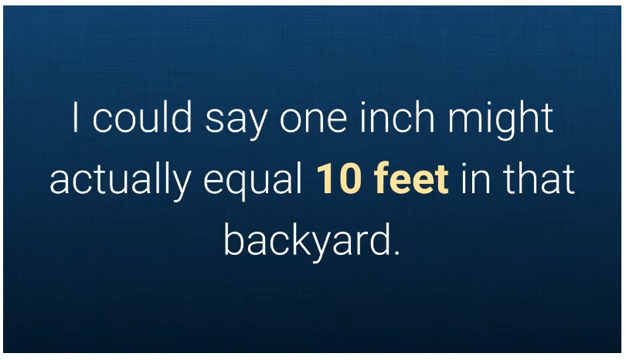 I could say one inch might
actually equal 10 feet in that
backyard.